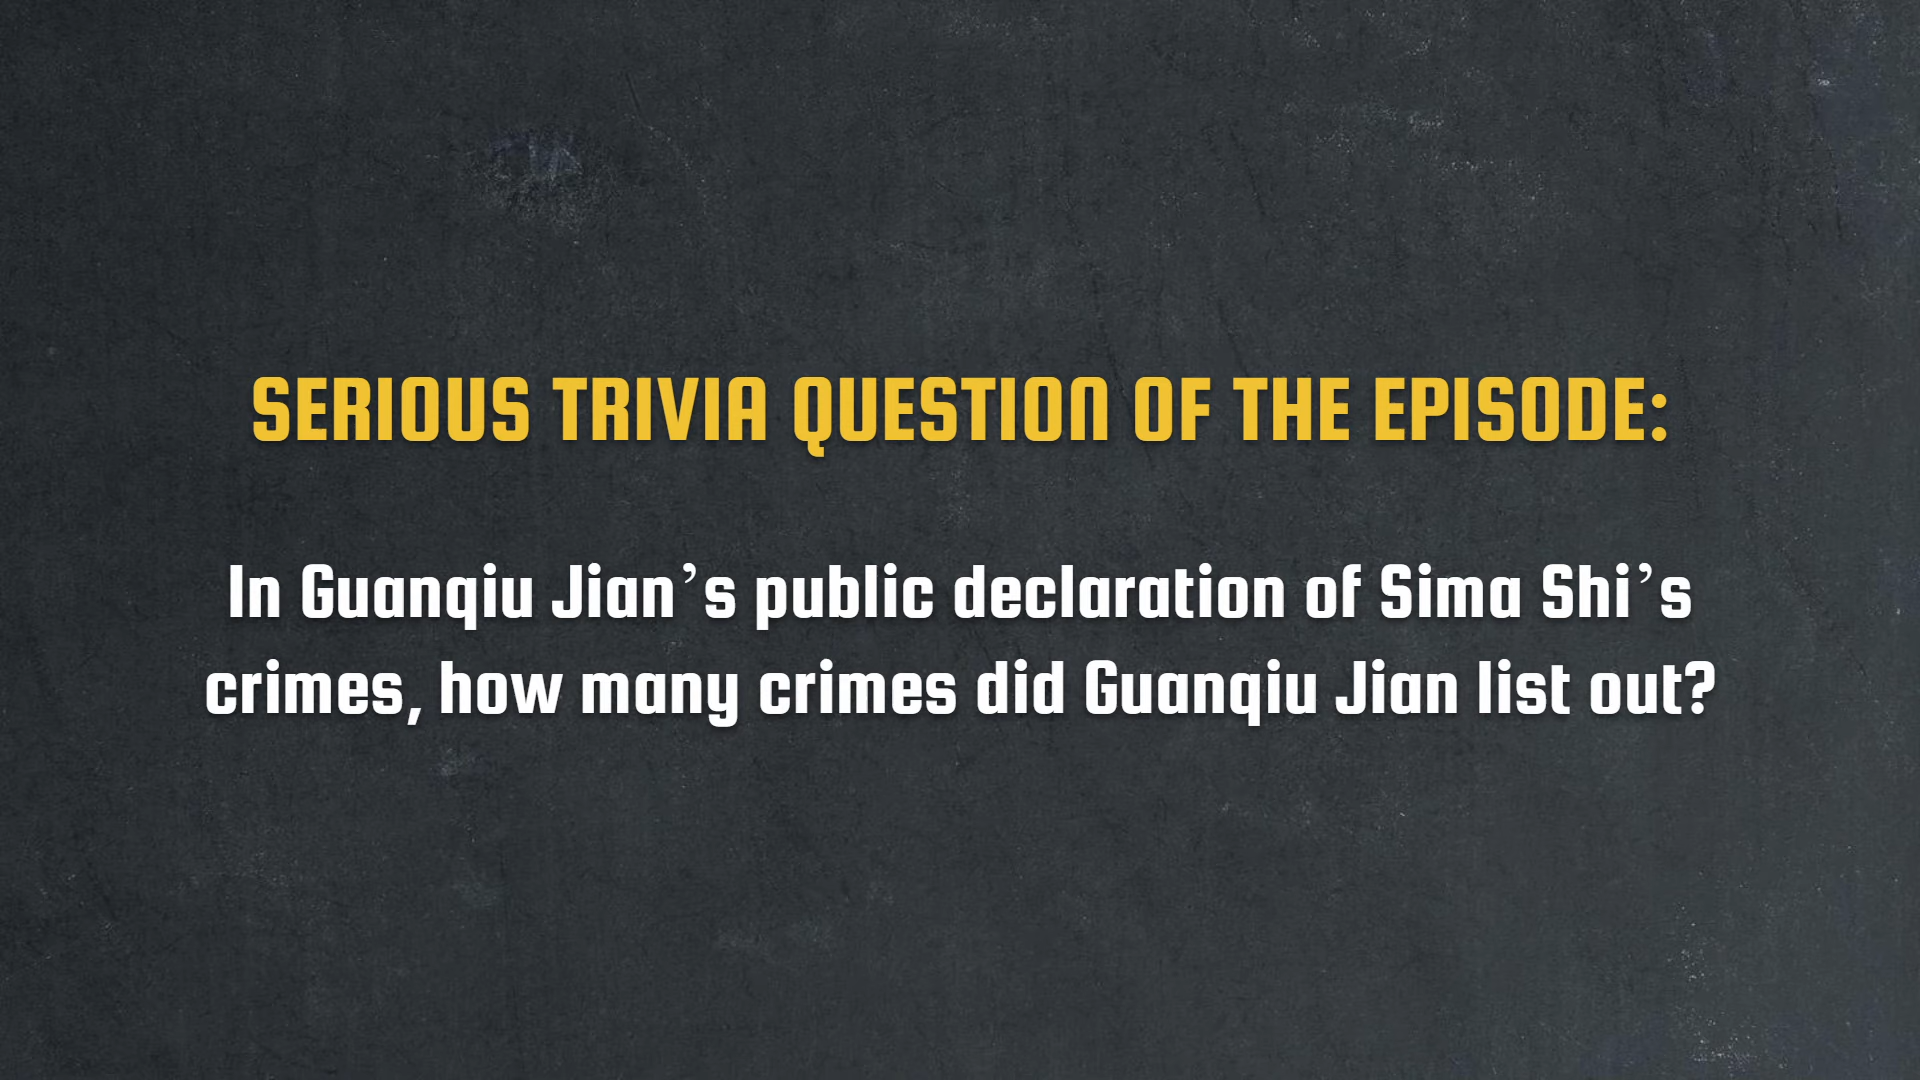 SERIOUS TRIVIA QUESTION OF THE EPISODE:
In Guanqiu Jian’s public declaration of Sima Shi’s
crimes, how many crimes did Guanqiu Jian list out?